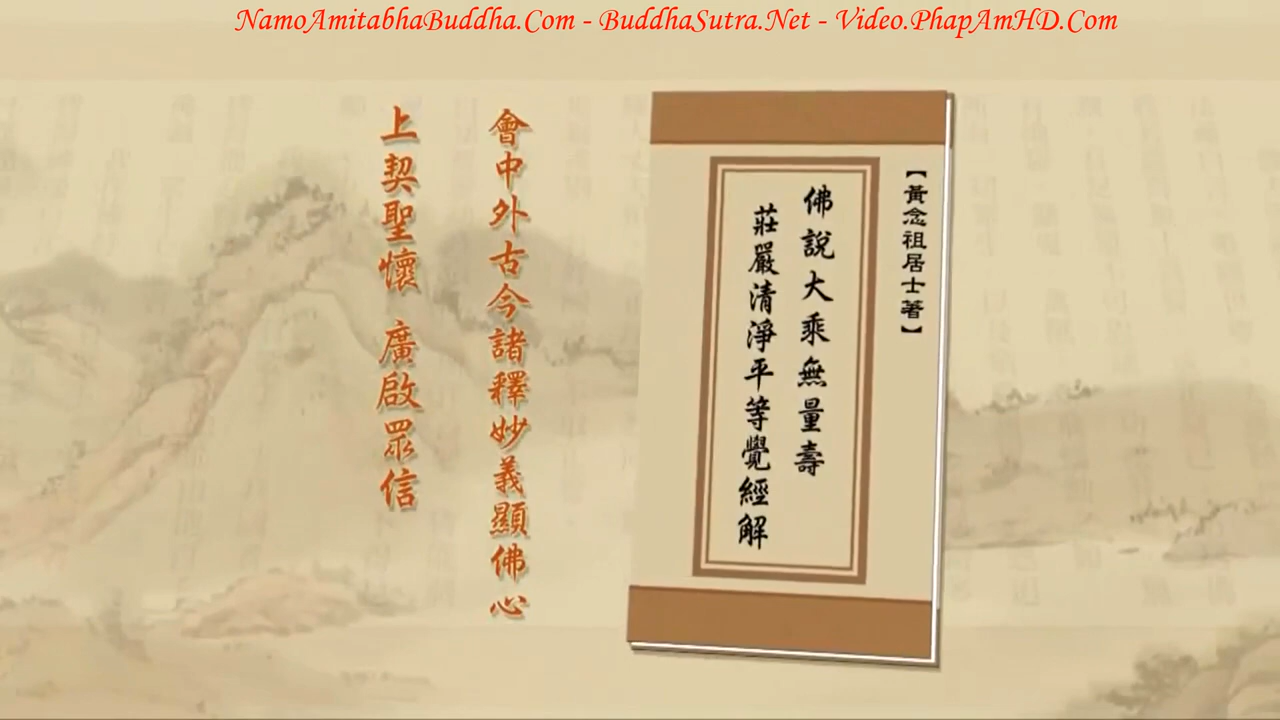 NamoAmitabhaBuddha.Com - BuddhaSutra.Net - Video.PhapAmHD.Com
【黃念祖居士著】
佛說大乘無量壽
莊嚴清淨平等覺經解
會中外古今諸釋妙義顯佛心
上契聖懷 廣啟眾信